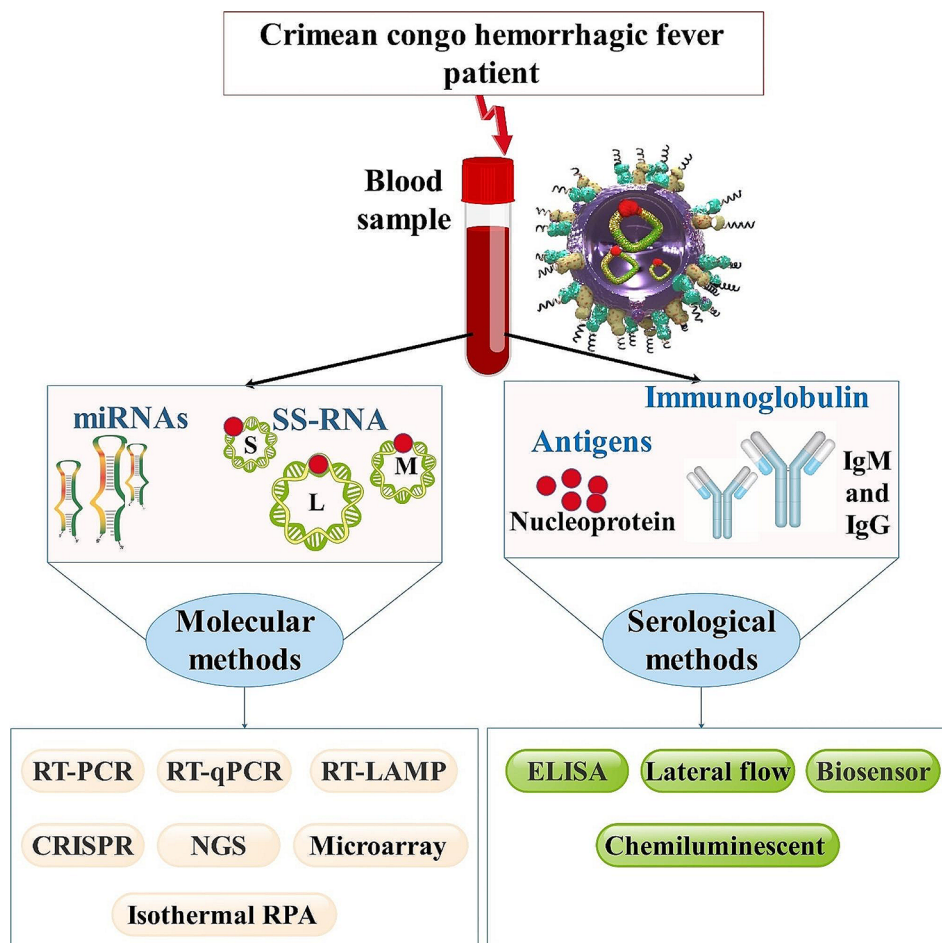 Crimean congo hemorrhagic fever
patient
Blood
sample
miRNAs
SS-RNA
S
L
M
Immunoglobulin
Antigens
Nucleoprotein
IgM
and
IgG
Molecular
methods
Serological
methods
RT-PCR
RT-qPCR
RT-LAMP
CRISPR
NGS
Microarray
Isothermal RPA
ELISA
Lateral flow
Biosensor
Chemiluminescent